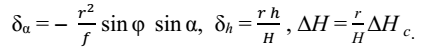 δα = − r²/f sin φ sin α, δh = r h/H, ΔH = r/H ΔH c.